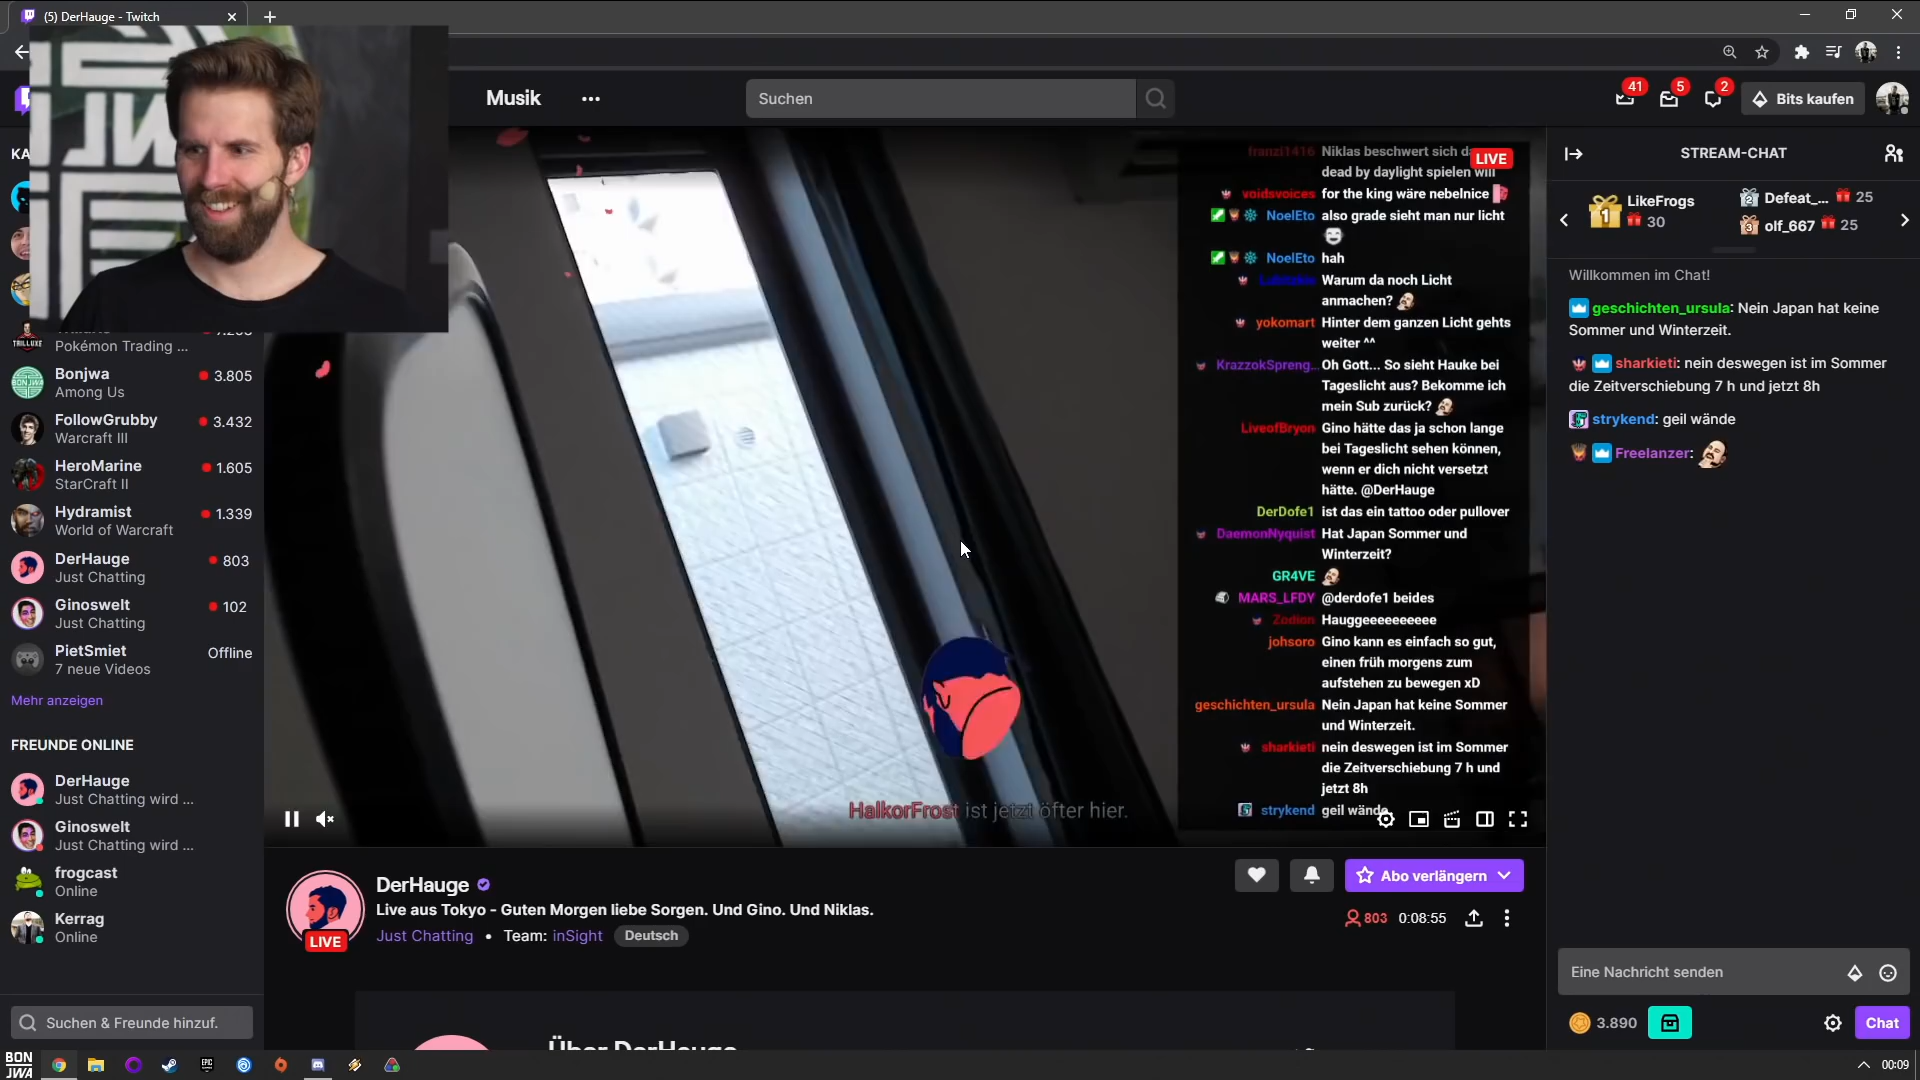 (5) DerHauge - Twitch
Musik
Suchen
41
5
2
Bits kaufen
KA
Pokémon Trading ...
Bonjwa
3.805
Among Us
FollowGrubby
3.432
Warcraft III
HeroMarine
1.605
StarCraft II
Hydramist
1.339
World of Warcraft
DerHauge
803
Just Chatting
Ginoswelt
102
Just Chatting
PietSmiet
Offline
7 neue Videos
Mehr anzeigen
FREUNDE ONLINE
DerHauge
Just Chatting wird ...
Ginoswelt
Just Chatting wird ...
frogcast
Online
Kerrag
Online
Suchen & Freunde hinzuf.
LIVE
franzi1416 Niklas beschwert sich
dead by daylight spielen will
voidsvoices for the king wäre nebelnice
NoelEto also grade sieht man nur licht
NoelEto hah
Warum da noch Licht
anmachen?
yokomart Hinter dem ganzen Licht gehts
weiter ^^
KrazzokSpreng... Oh Gott... So sieht Hauke bei
Tageslicht aus? Bekomme ich
mein Sub zurück?
LiveofBryon Gino hätte das ja schon lange
bei Tageslicht sehen können,
wenn er dich nicht versetzt
hätte. @DerHauge
DerDofe1 ist das ein tattoo oder pullover
DaemonNyquist Hat Japan Sommer und
Winterzeit?
GR4VE
MARS_LFDY @derdofe1 beides
Zodion Hauggeeeeeeeeee
johsoro Gino kann es einfach so gut,
einen früh morgens zum
aufstehen zu bewegen xD
geschichten_ursula Nein Japan hat keine Sommer
und Winterzeit.
sharkieti nein deswegen ist im Sommer
die Zeitverschiebung 7 h und
jetzt 8h
strykend geil wände
HalkorFrost ist jetzt öfter hier.
DerHauge
Live aus Tokyo - Guten Morgen liebe Sorgen. Und Gino. Und Niklas.
Just Chatting • Team: inSight Deutsch
LIVE
Abo verlängern
803 0:08:55
Über DerHauge
STREAM-CHAT
1 LikeFrogs
30
2 Defeat_... 25
3 olf_667 25
Willkommen im Chat!
geschichten_ursula: Nein Japan hat keine
Sommer und Winterzeit.
sharkieti: nein deswegen ist im Sommer
die Zeitverschiebung 7 h und jetzt 8h
strykend: geil wände
Freelanzer:
Eine Nachricht senden
3.890
Chat
BON
JWA
EPIC
00:09